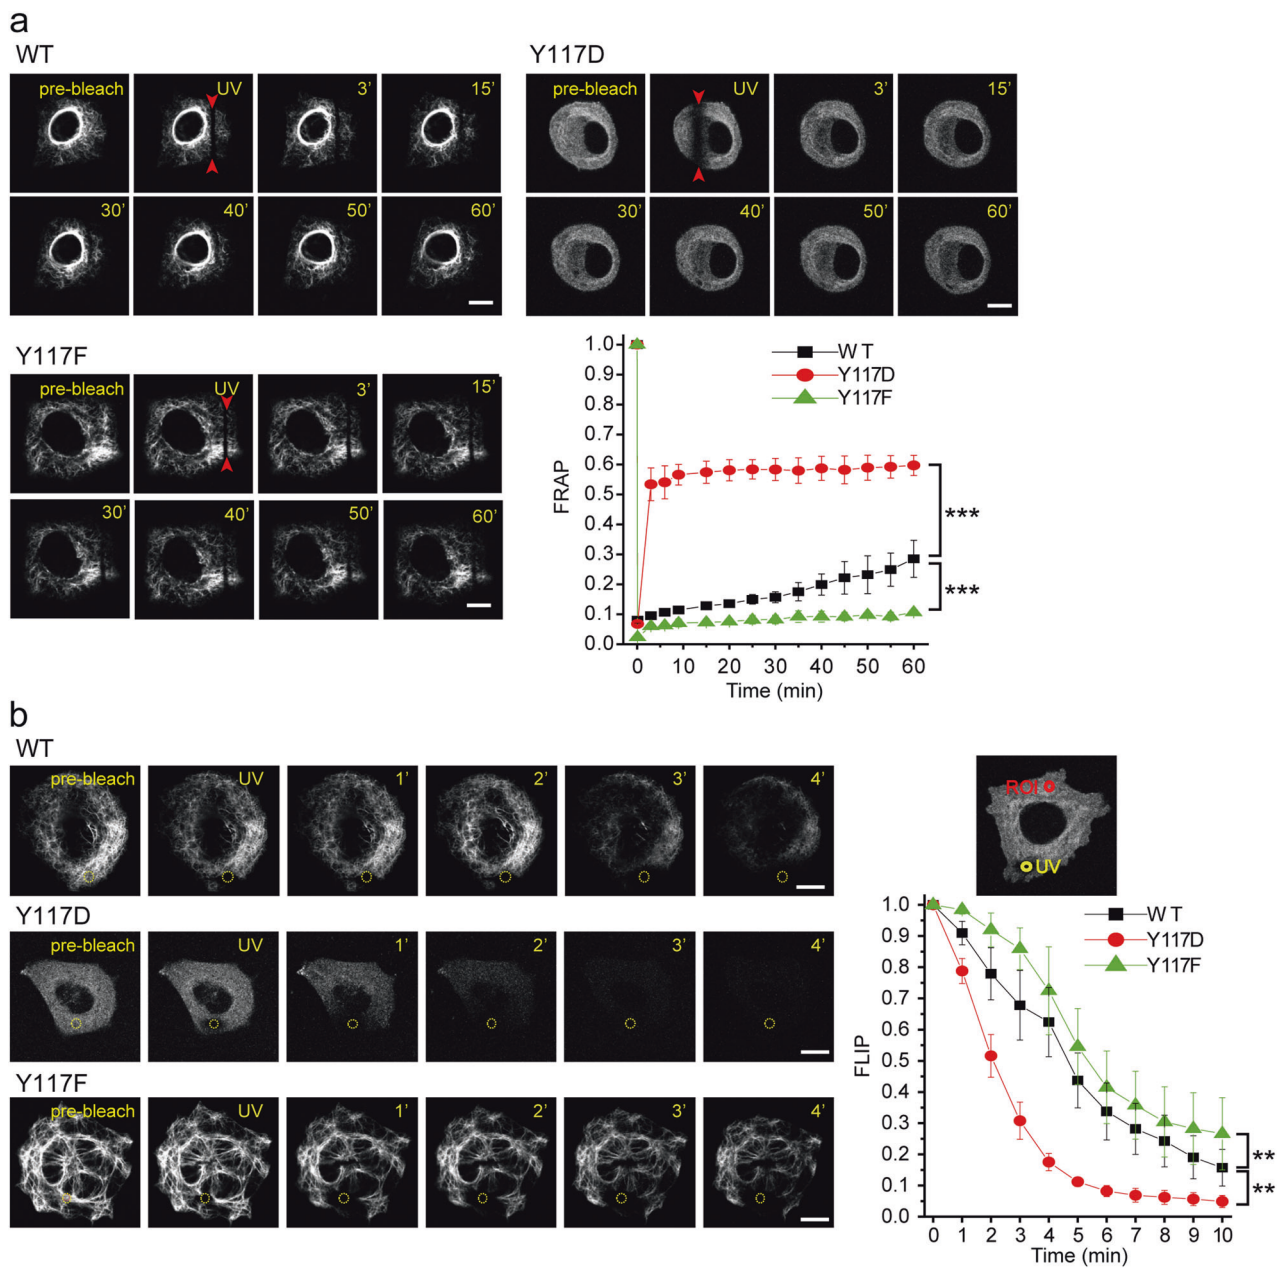 a
WT
pre-bleach UV 3' 15'
30' 40' 50' 60'
Y117D
pre-bleach UV 3' 15'
30' 40' 50' 60'
Y117F
pre-bleach UV 3' 15'
30' 40' 50' 60'
WT
Y117D
Y117F
FRAP
1.0
0.9
0.8
0.7
0.6
0.5
0.4
0.3
0.2
0.1
0.0
***
***
0 10 20 30 40 50 60
Time (min)
b
WT
pre-bleach UV 1' 2' 3' 4'
Y117D
pre-bleach UV 1' 2' 3' 4'
Y117F
pre-bleach UV 1' 2' 3' 4'
ROI
UV
WT
Y117D
Y117F
FLIP
1.0
0.9
0.8
0.7
0.6
0.5
0.4
0.3
0.2
0.1
0.0
**
**
0 1 2 3 4 5 6 7 8 9 10
Time (min)